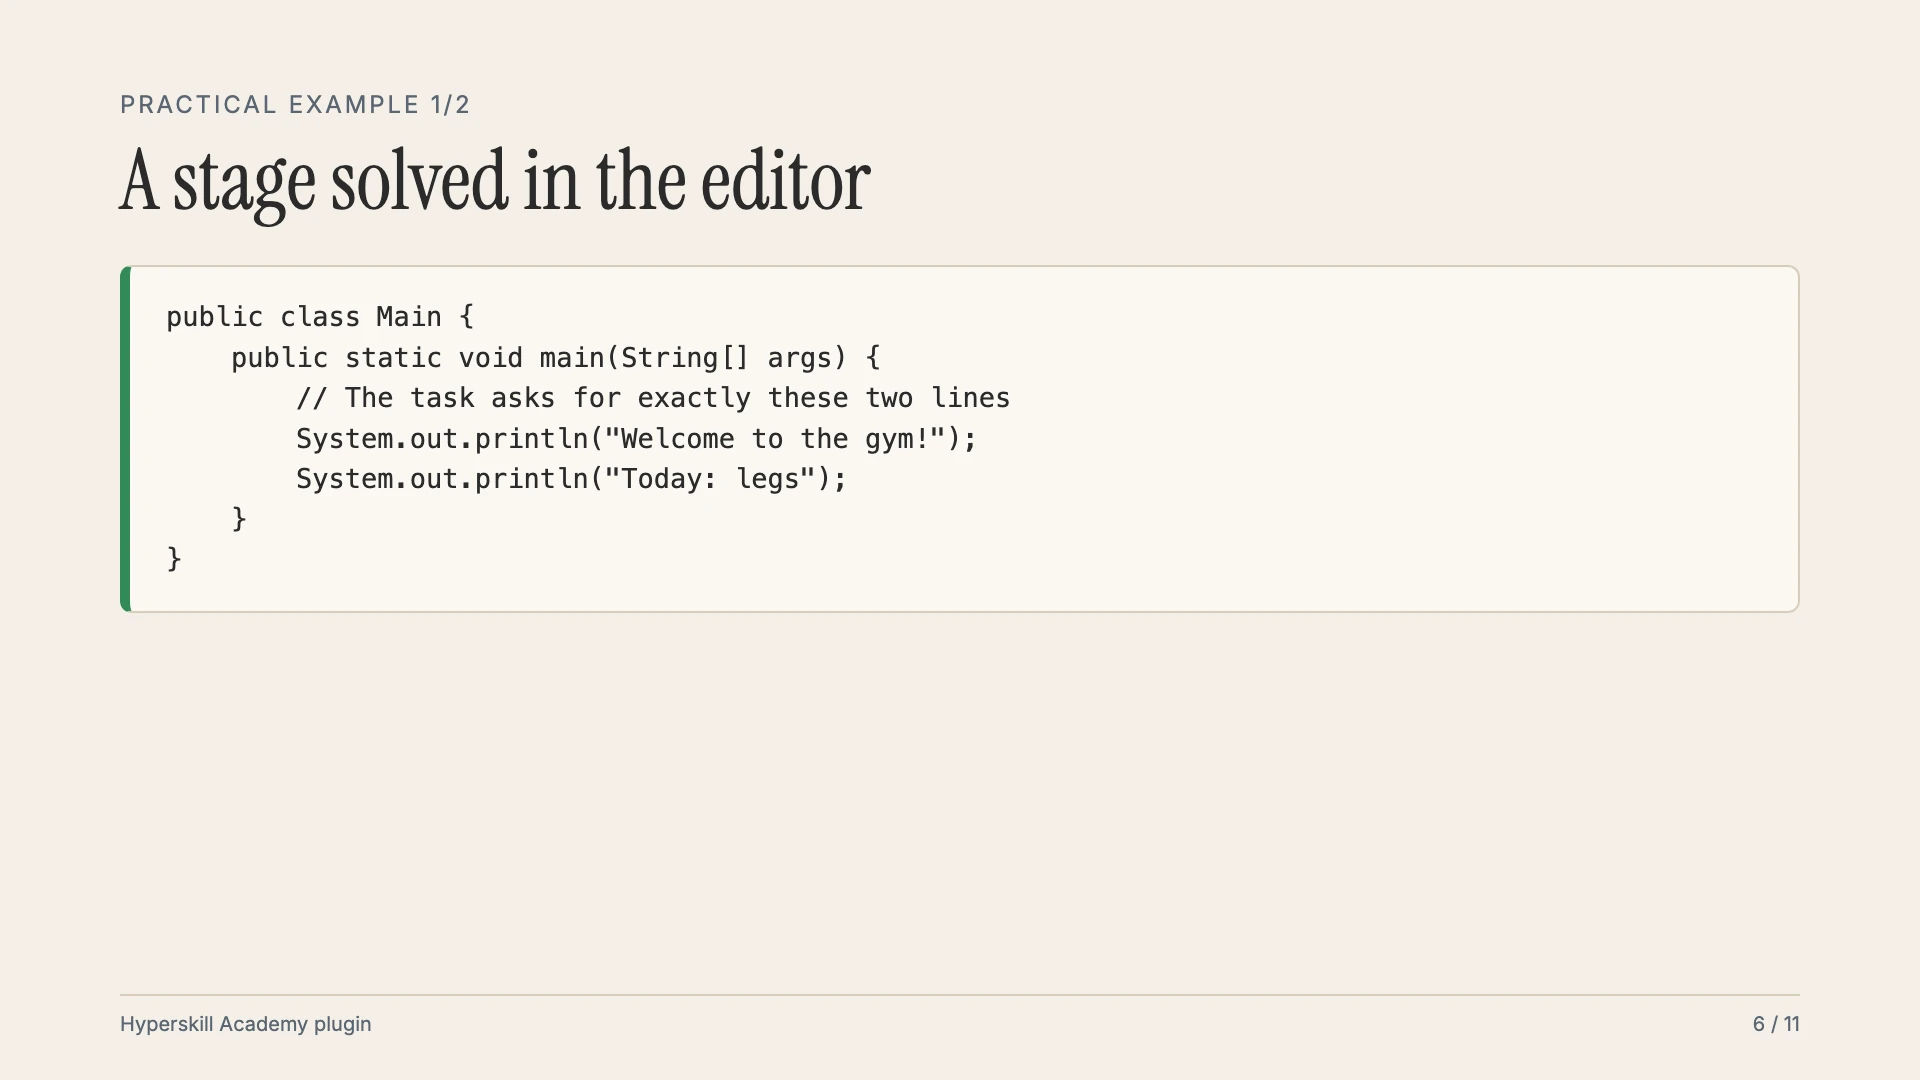 PRACTICAL EXAMPLE 1/2
A stage solved in the editor
public class Main {
    public static void main(String[] args) {
        // The task asks for exactly these two lines
        System.out.println("Welcome to the gym!");
        System.out.println("Today: legs");
    }
}
Hyperskill Academy plugin
6 / 11